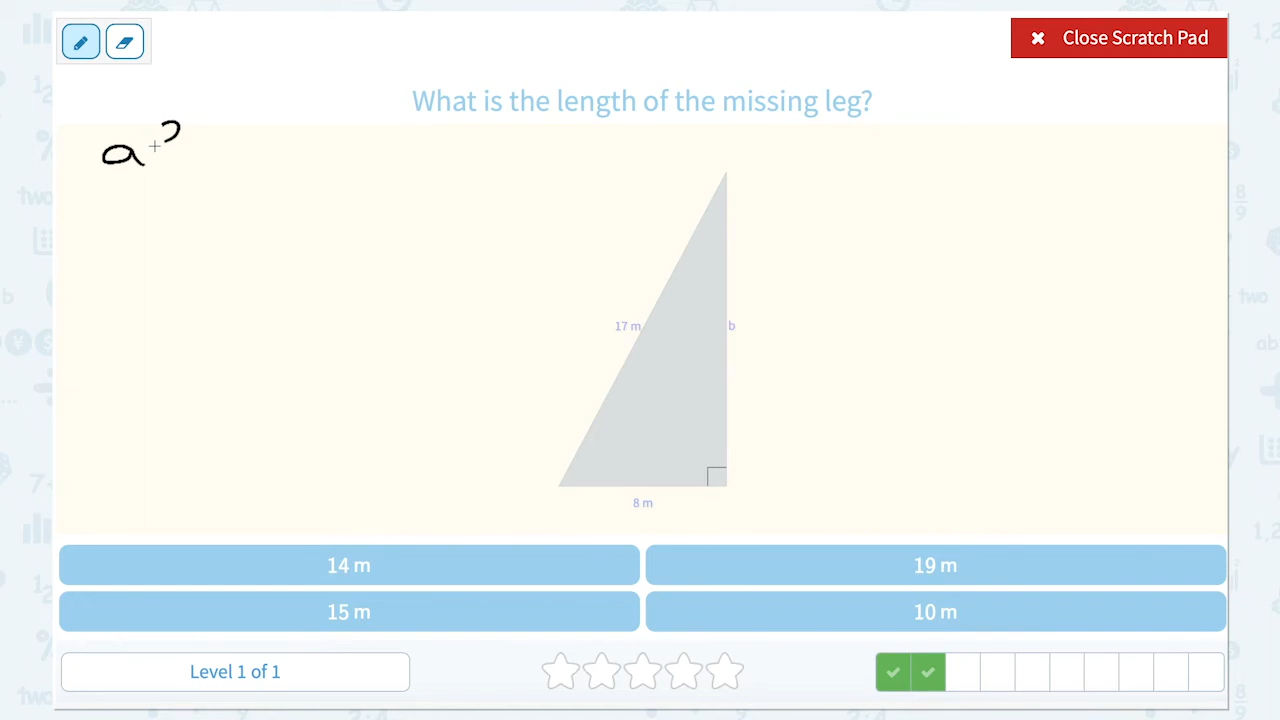 Close Scratch Pad
What is the length of the missing leg?
a
17 m
b
8 m
14 m
19 m
15 m
10 m
Level 1 of 1